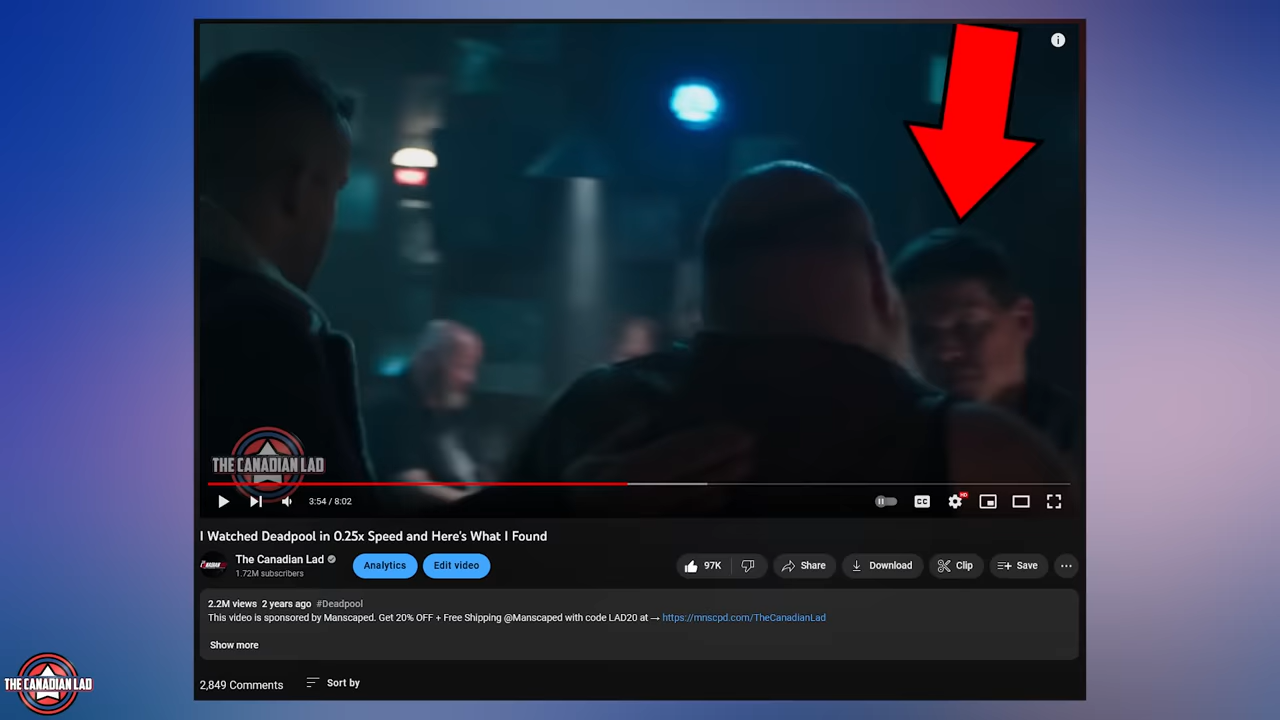 THE CANADIAN LAD
3:54 / 8:02
CC
HD
I Watched Deadpool in 0.25x Speed and Here's What I Found
The Canadian Lad
1.72M subscribers
Analytics
Edit video
97K
Share
Download
Clip
Save
2.2M views 2 years ago #Deadpool
This video is sponsored by Manscaped. Get 20% OFF + Free Shipping @Manscaped with code LAD20 at → https://mnscpd.com/TheCanadianLad
Show more
2,849 Comments
Sort by
THE CANADIAN LAD